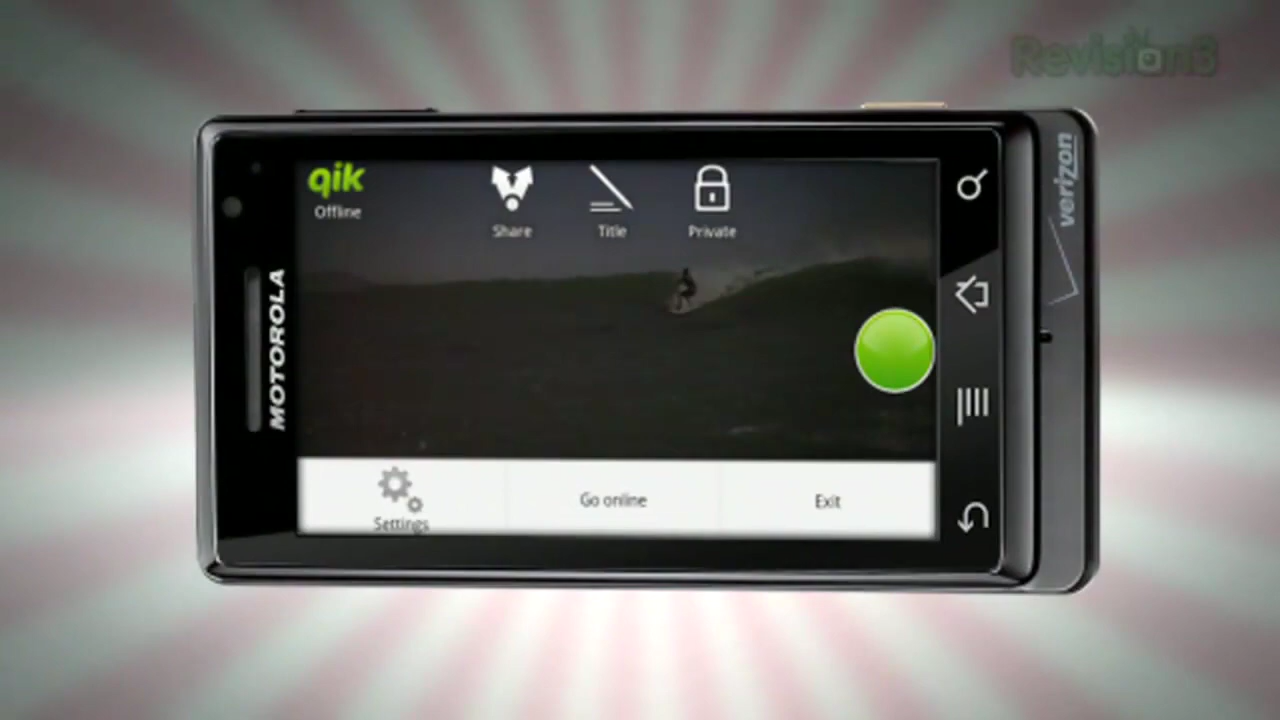 Revision3
verizon
MOTOROLA
qik
Offline
Share
Title
Private
Settings
Go online
Exit